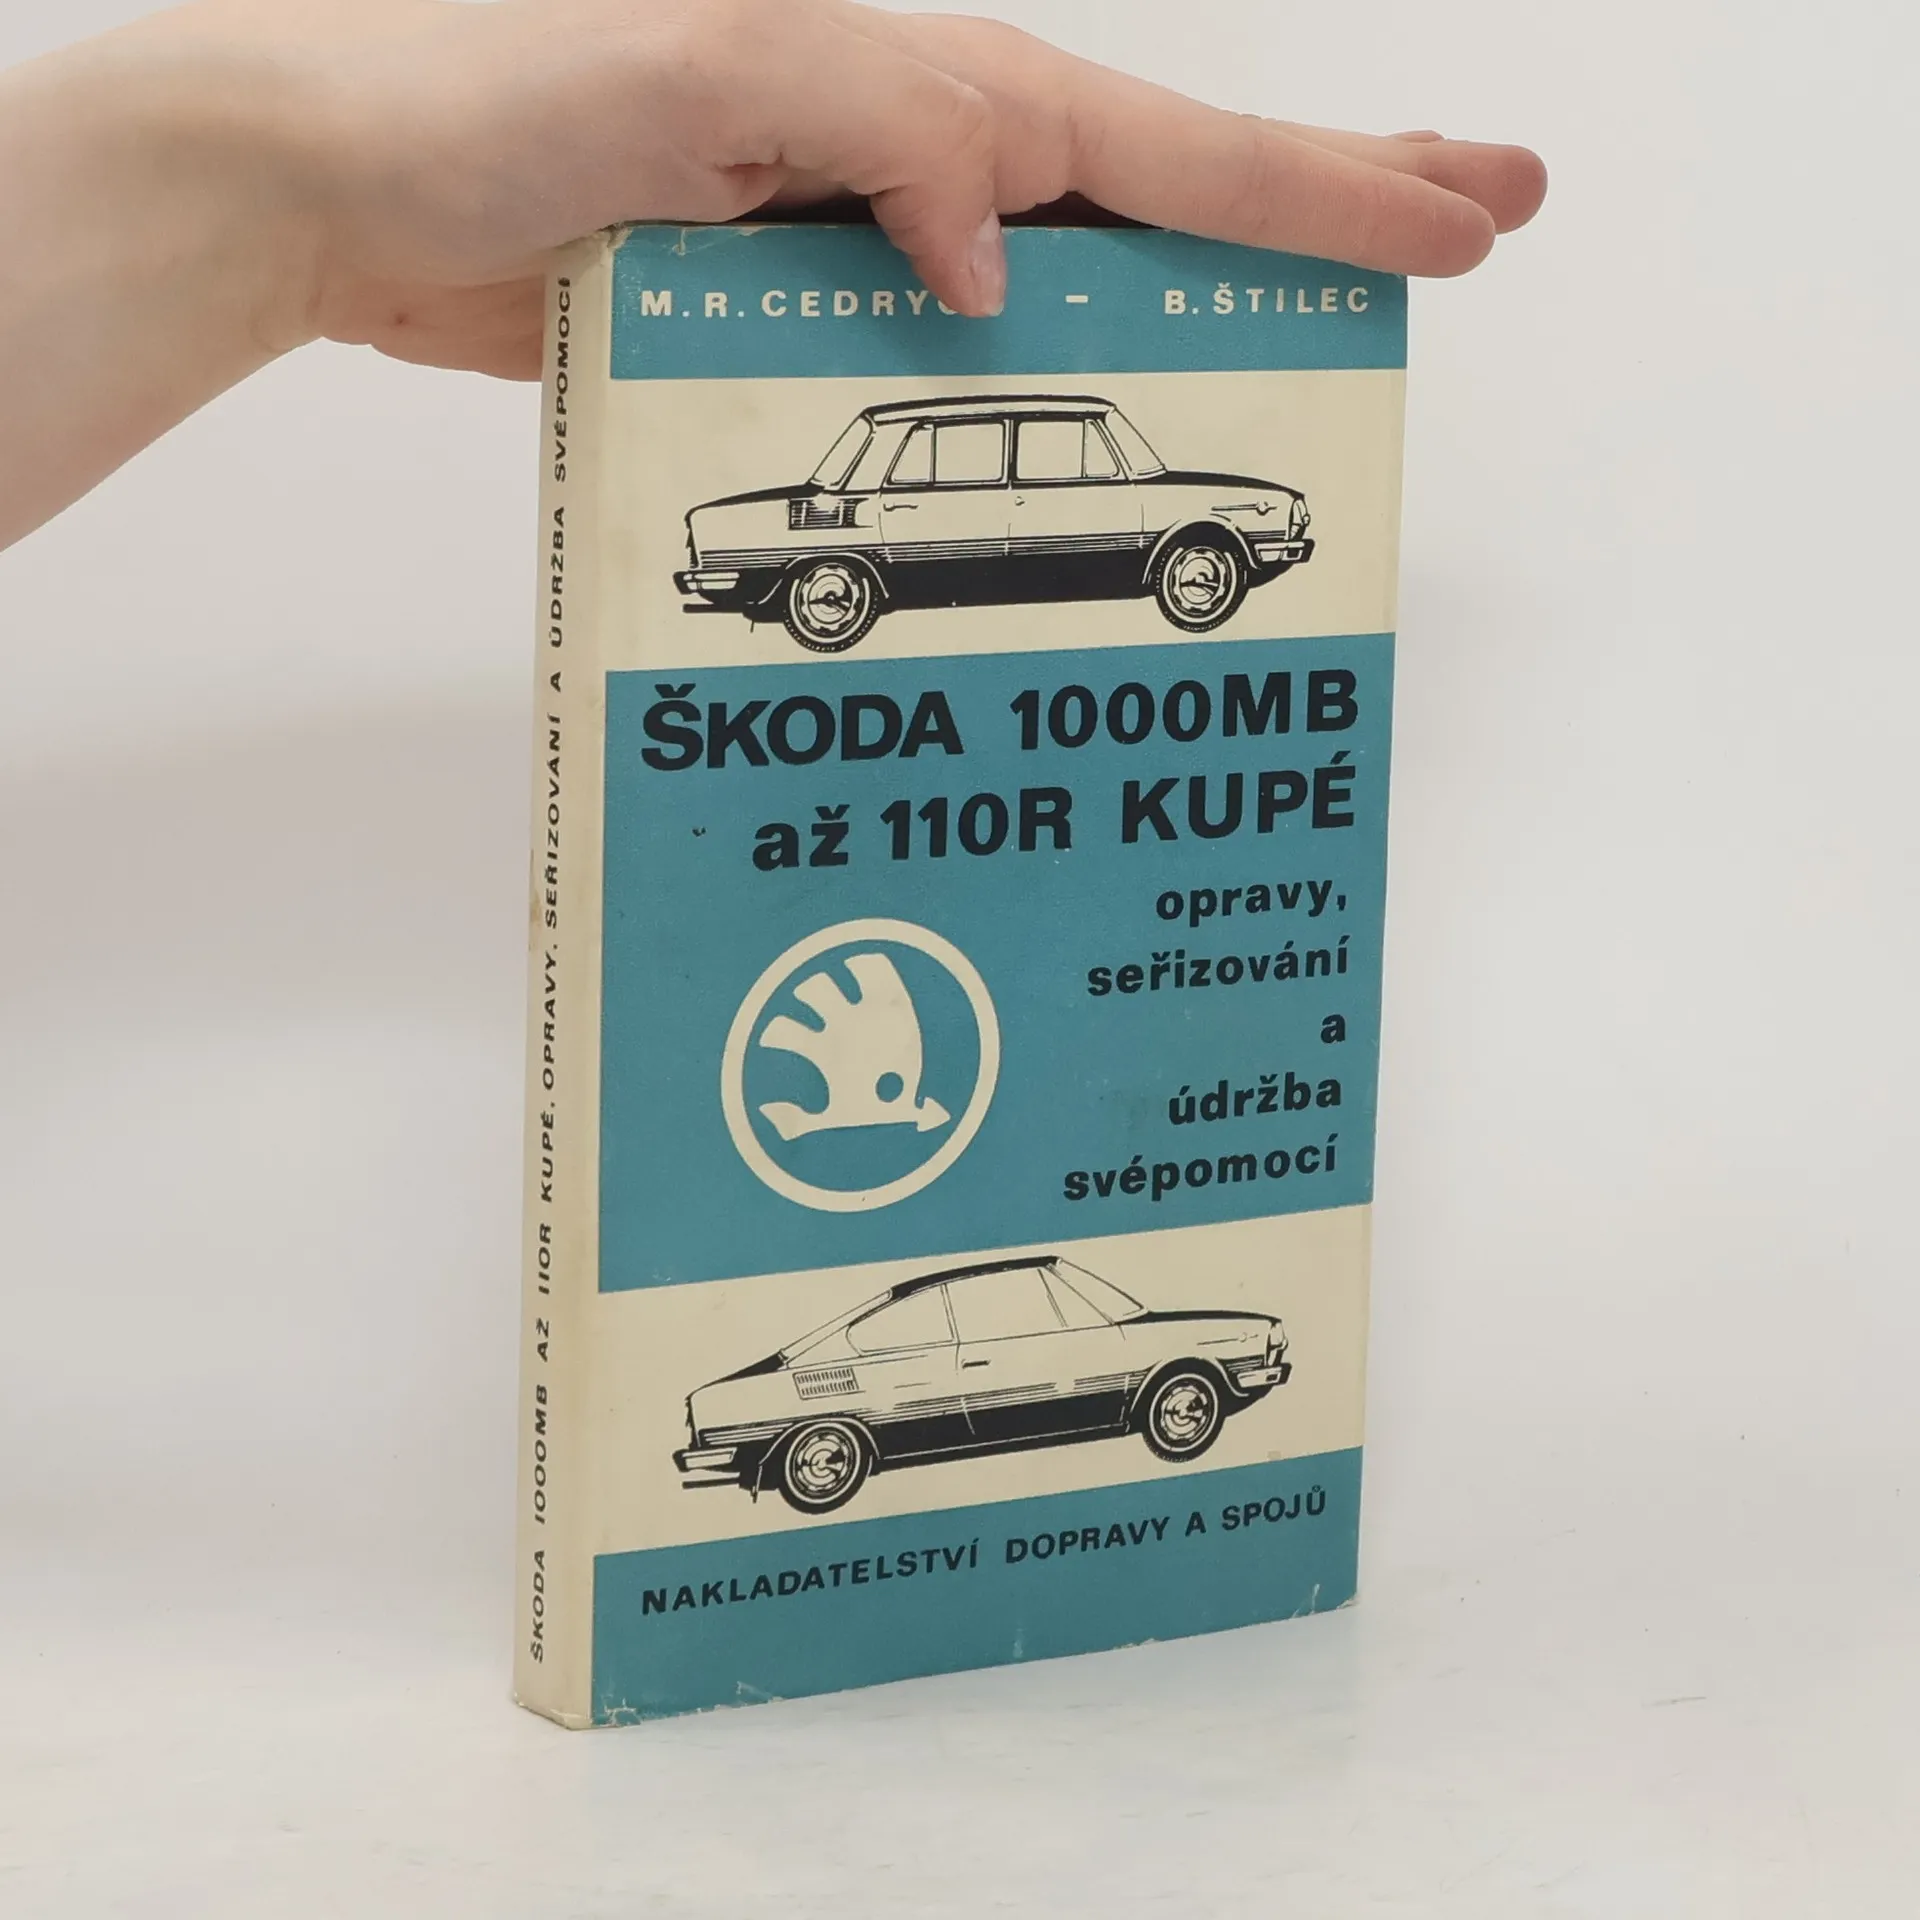 M. R. CEDRYC - B. ŠTILEC
ŠKODA 1000MB
až 110R KUPÉ
opravy,
seřizování
a
údržba
svépomocí
NAKLADATELSTVÍ DOPRAVY A SPOJŮ
ŠKODA 1000MB AŽ 110R KUPÉ. OPRAVY, SEŘIZOVÁNÍ A ÚDRŽBA SVÉPOMOCÍ